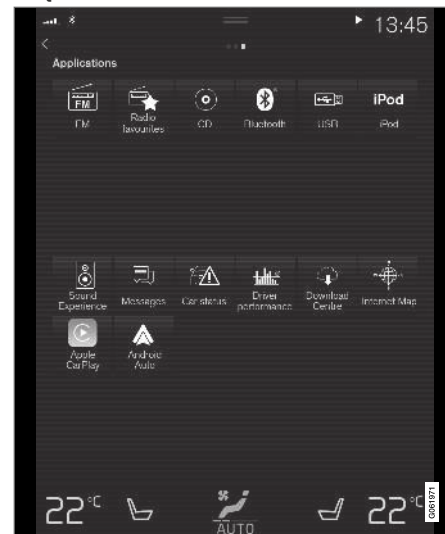 13:45
Applications
FM
iPod
FM
Radio
favourites
CD
Bluetooth
USB
iPod
Sound
Experience
Messages
Car status
Driver
performance
Download
Centre
Internet Map
Apple
CarPlay
Android
Auto
22°C
22°C
AUTO
G061971